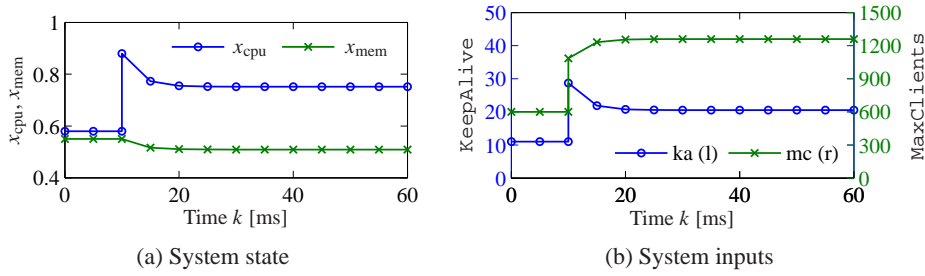 1
0.8
0.6
0.4
x_cpu, x_mem
x_cpu x_mem
0 20 40 60
Time k [ms]
(a) System state
50
40
30
20
10
0
KeepAlive
1500
1200
900
600
300
0
MaxClients
ka (l) mc (r)
0 20 40 60
Time k [ms]
(b) System inputs